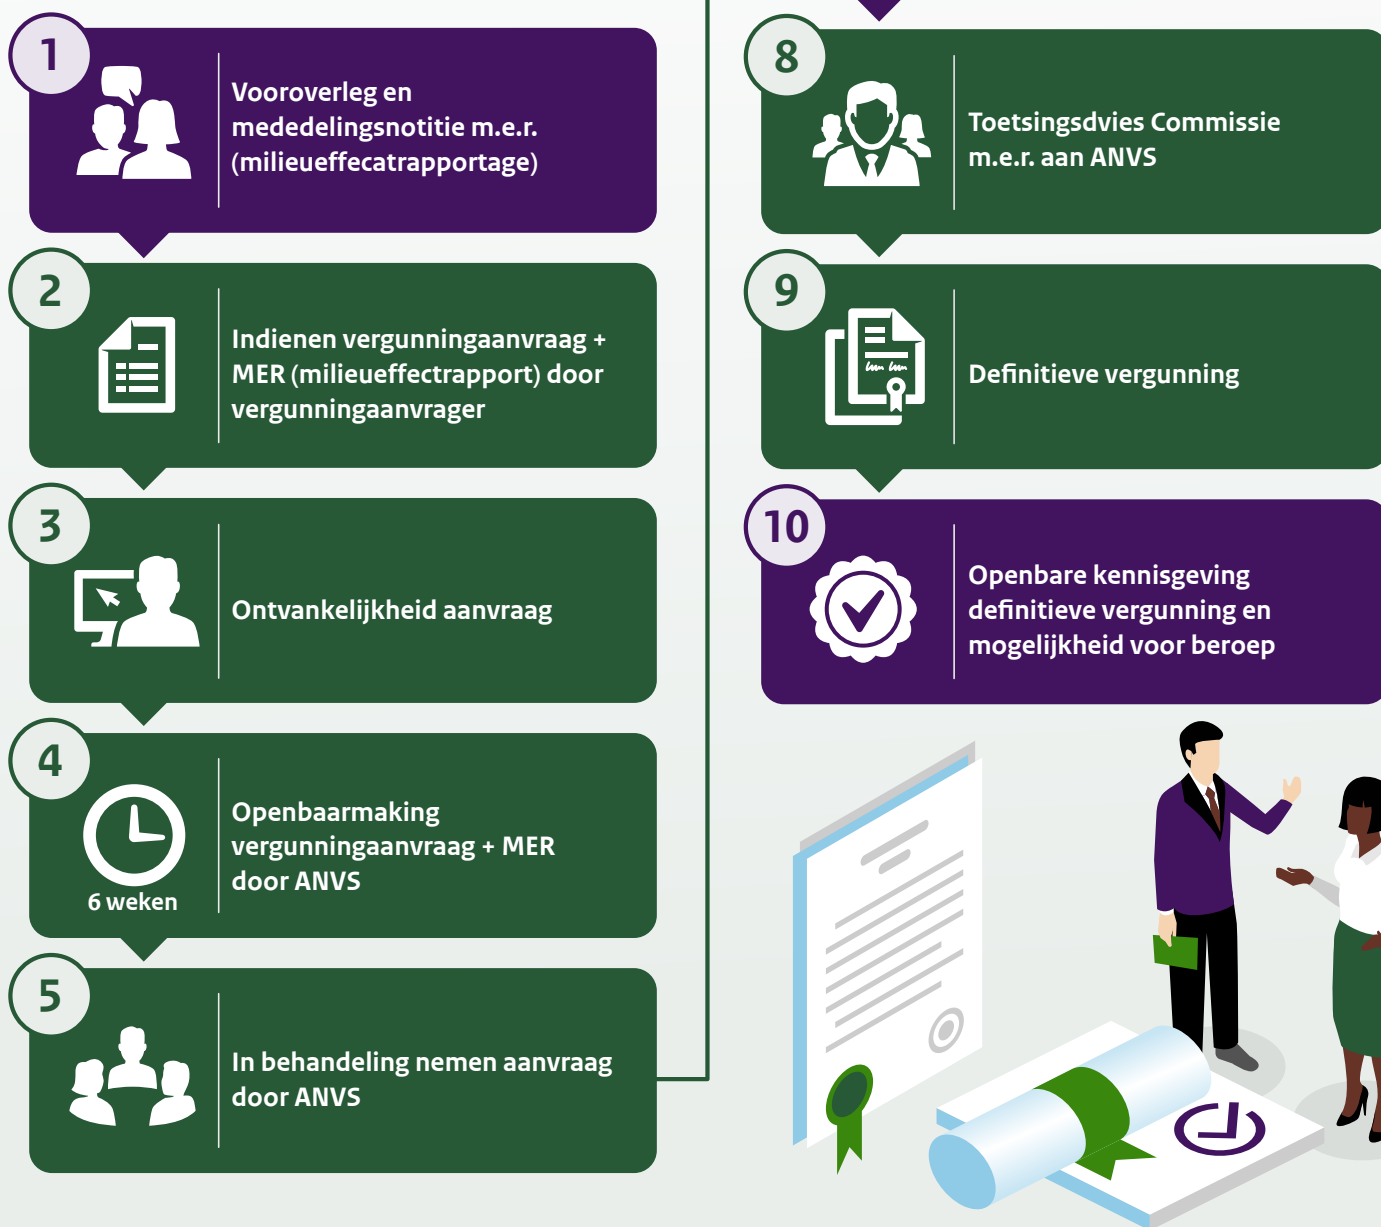 1
Vooroverleg en
mededelingsnotitie m.e.r.
(milieueffecatrapportage)
2
Indienen vergunningaanvraag +
MER (milieueffectrapport) door
vergunningaanvrager
3
Ontvankelijkheid aanvraag
4
6 weken
Openbaarmaking
vergunningaanvraag + MER
door ANVS
5
In behandeling nemen aanvraag
door ANVS
8
Toetsingsdvies Commissie
m.e.r. aan ANVS
9
Definitieve vergunning
10
Openbare kennisgeving
definitieve vergunning en
mogelijkheid voor beroep